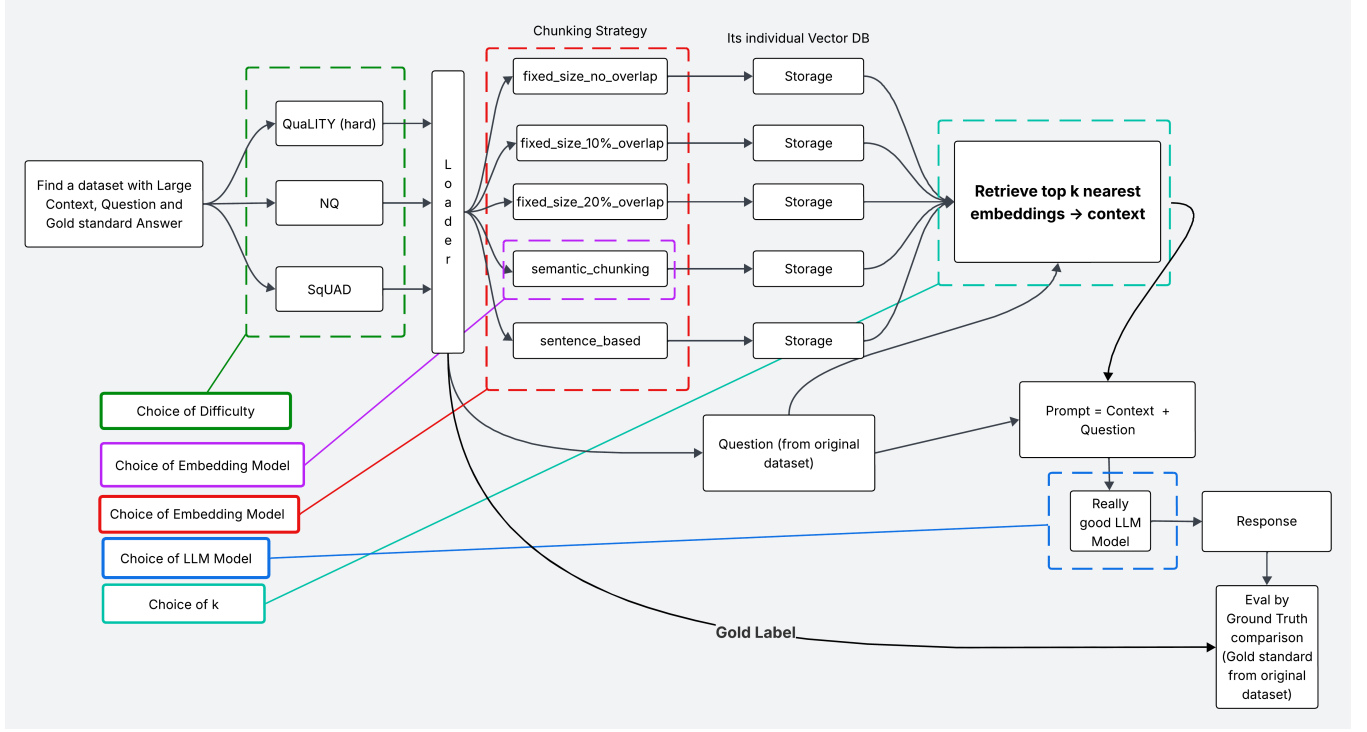 Chunking Strategy
Its individual Vector DB
fixed_size_no_overlap
Storage
QuaLITY (hard)
fixed_size_10%_overlap
Storage
Find a dataset with Large
Context, Question and
Gold standard Answer
NQ
L
o
a
d
e
r
fixed_size_20%_overlap
Storage
Retrieve top k nearest
embeddings → context
semantic_chunking
Storage
SqUAD
sentence_based
Storage
Choice of Difficulty
Choice of Embedding Model
Choice of Embedding Model
Choice of LLM Model
Choice of k
Question (from original
dataset)
Prompt = Context + 
Question
Really
good LLM
Model
Response
Gold Label
Eval by
Ground Truth
comparison
(Gold standard
from original
dataset)